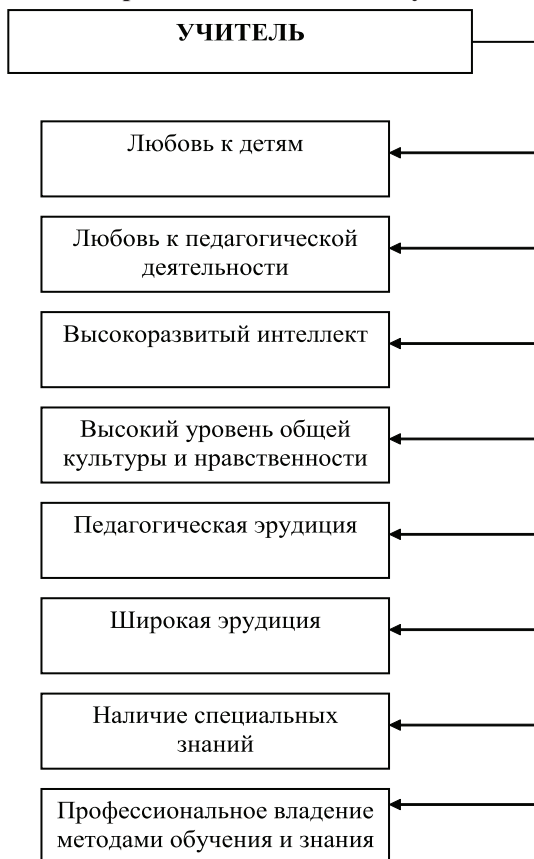 УЧИТЕЛЬ
Любовь к детям
Любовь к педагогической
деятельности
Высокоразвитый интеллект
Высокий уровень общей
культуры и нравственности
Педагогическая эрудиция
Широкая эрудиция
Наличие специальных
знаний
Профессиональное владение
методами обучения и знания